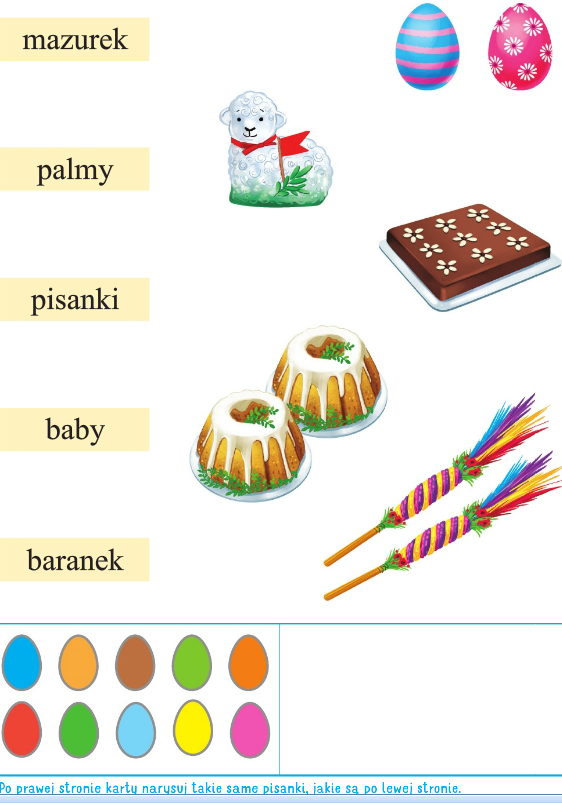 mazurek
palmy
pisanki
baby
baranek
Po prawej stronie karty narysuj takie same pisanki, jakie są po lewej stronie.